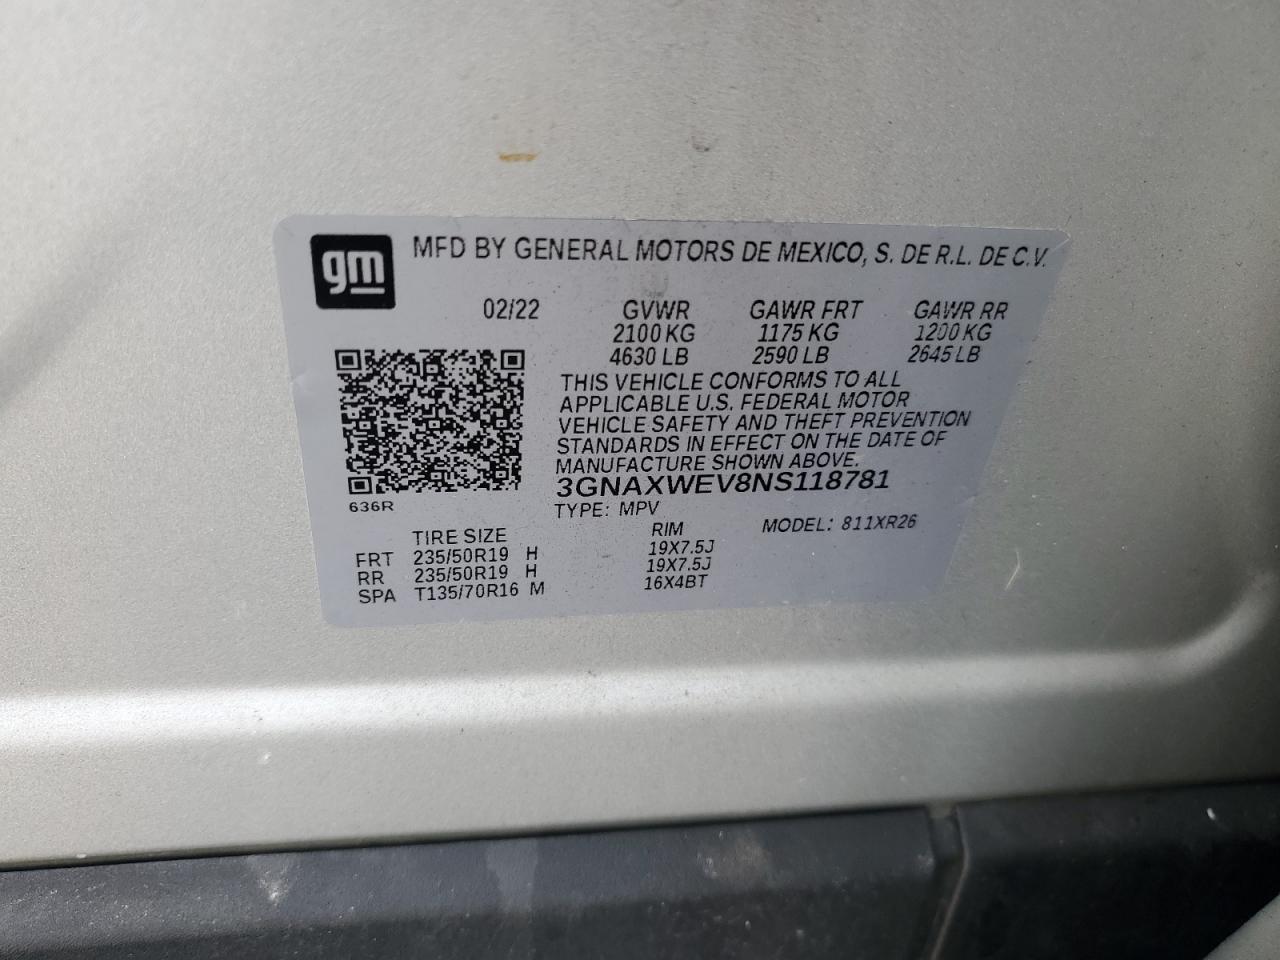 gm
MFD BY GENERAL MOTORS DE MEXICO, S. DE R.L. DE C.V.
02/22 GVWR GAWR FRT GAWR RR
2100 KG 1175 KG 1200 KG
4630 LB 2590 LB 2645 LB
THIS VEHICLE CONFORMS TO ALL
APPLICABLE U.S. FEDERAL MOTOR
VEHICLE SAFETY AND THEFT PREVENTION
STANDARDS IN EFFECT ON THE DATE OF
MANUFACTURE SHOWN ABOVE.
3GNAXWEV8NS118781
636R
TYPE: MPV MODEL: 811XR26
TIRE SIZE RIM
FRT 235/50R19 H 19X7.5J
RR 235/50R19 H 19X7.5J
SPA T135/70R16 M 16X4BT